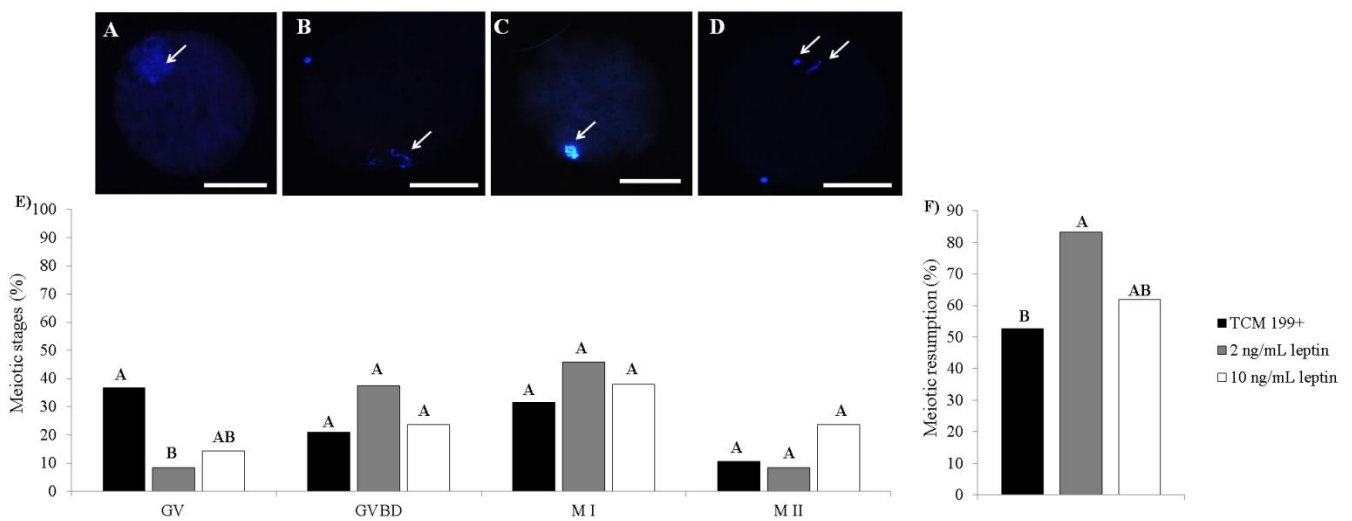 A B C D
E)
100
90
80
70
60
50
40
30
20
10
0
Meiotic stages (%)
A B AB
A A A
A A A
A A A
GV GVBD M I M II
F)
90
80
70
60
50
40
30
20
10
0
Meiotic resumption (%)
B A AB
TCM 199+
2 ng/mL leptin
10 ng/mL leptin